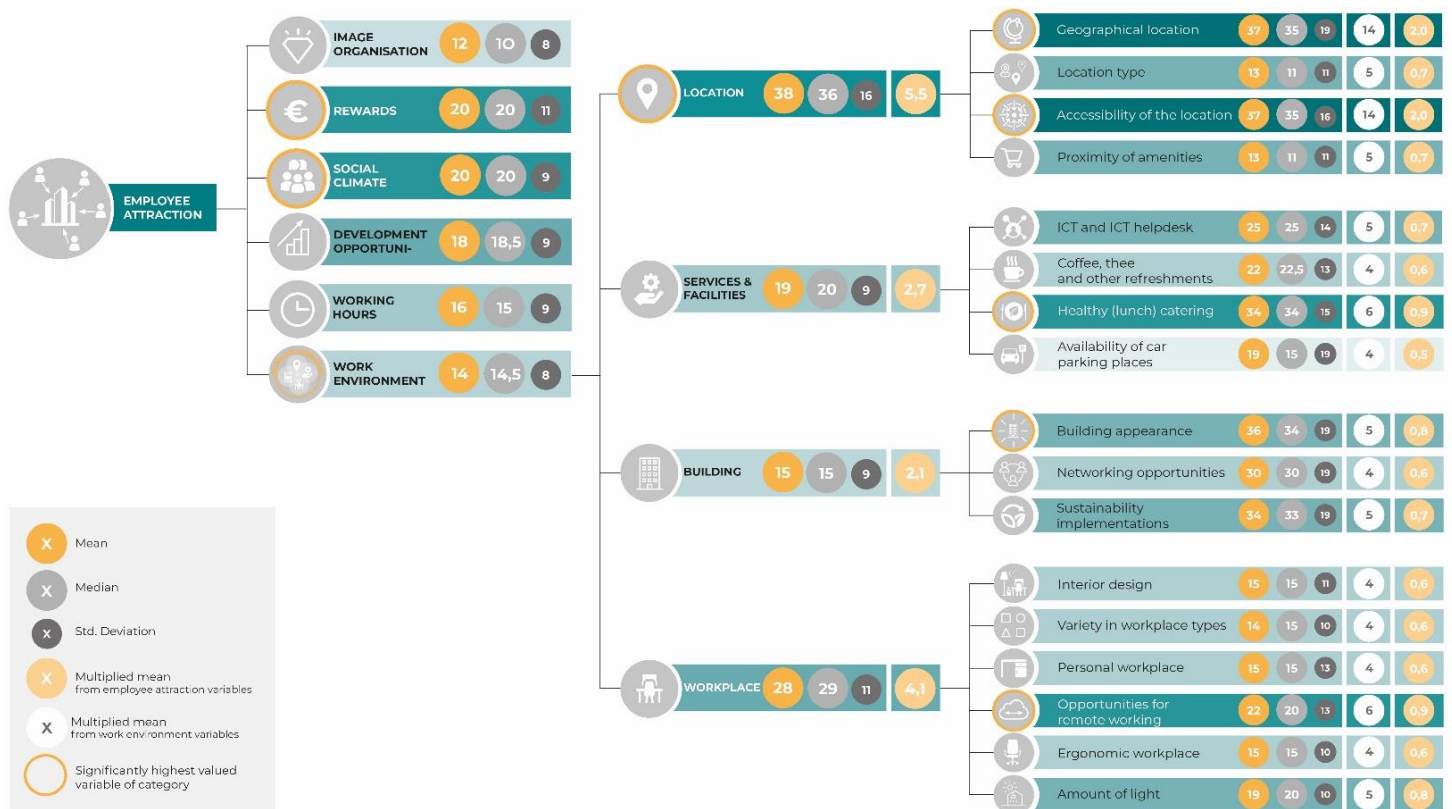 EMPLOYEE
ATTRACTION
IMAGE
ORGANISATION
12 10 8
REWARDS
20 20 11
SOCIAL
CLIMATE
20 20 9
DEVELOPMENT
OPPORTUNI-
18 18,5 9
WORKING
HOURS
16 15 9
WORK
ENVIRONMENT
14 14,5 8
LOCATION 38 36 16 5,5
SERVICES &
FACILITIES
19 20 9 2,7
BUILDING 15 15 9 2,1
WORKPLACE 28 29 11 4,1
Geographical location 37 35 19 14 2,0
Location type 13 11 11 5 0,7
Accessibility of the location 37 35 16 14 2,0
Proximity of amenities 13 11 11 5 0,7
ICT and ICT helpdesk 25 25 14 5 0,7
Coffee, thee
and other refreshments
22 22,5 13 4 0,6
Healthy (lunch) catering 34 34 15 6 0,9
Availability of car
parking places
19 15 19 4 0,5
Building appearance 36 34 19 5 0,8
Networking opportunities 30 30 19 4 0,6
Sustainability
implementations
34 33 19 5 0,7
Interior design 15 15 11 4 0,6
Variety in workplace types 14 15 10 4 0,6
Personal workplace 15 15 13 4 0,6
Opportunities for
remote working
22 20 13 6 0,9
Ergonomic workplace 15 15 10 4 0,6
Amount of light 19 20 10 5 0,8
X Mean
X Median
X Std. Deviation
X Multiplied mean
from employee attraction variables
X Multiplied mean
from work environment variables
Significantly highest valued
variable of category